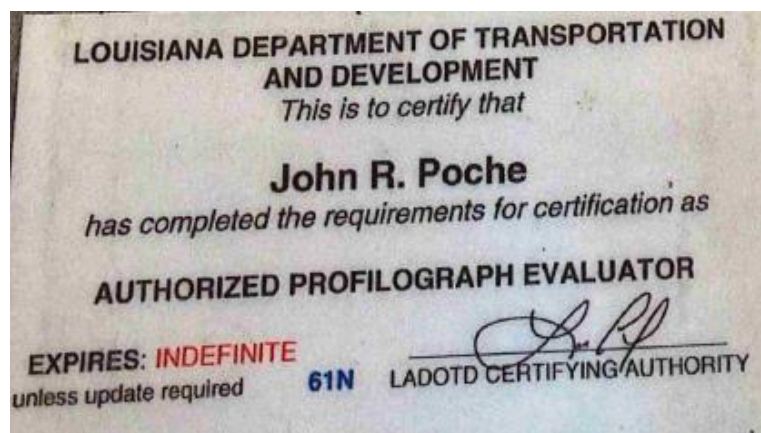 LOUISIANA DEPARTMENT OF TRANSPORTATION
AND DEVELOPMENT
This is to certify that
John R. Poche
has completed the requirements for certification as
AUTHORIZED PROFILOGRAPH EVALUATOR
EXPIRES: INDEFINITE
unless update required
61N
LADOTD CERTIFYING AUTHORITY